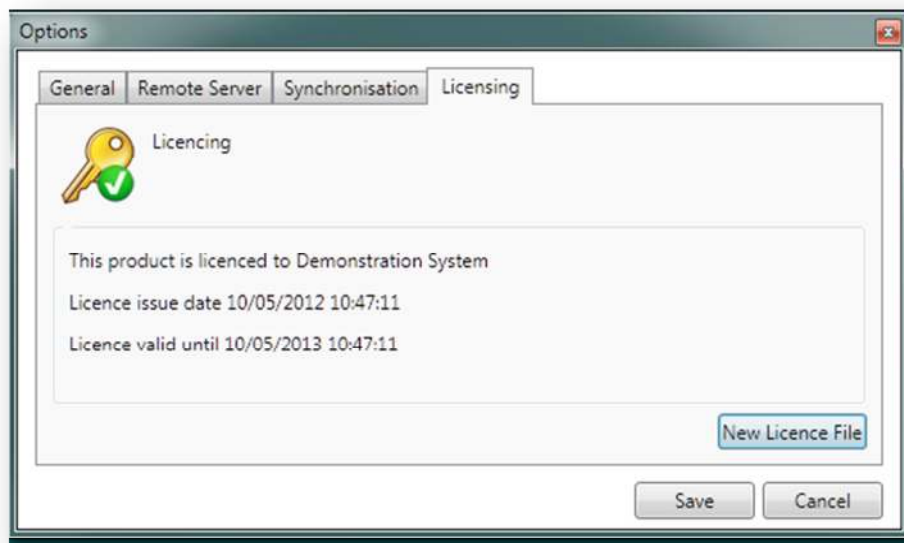 Options
General Remote Server Synchronisation Licensing
Licencing
This product is licenced to Demonstration System
Licence issue date 10/05/2012 10:47:11
Licence valid until 10/05/2013 10:47:11
New Licence File
Save Cancel